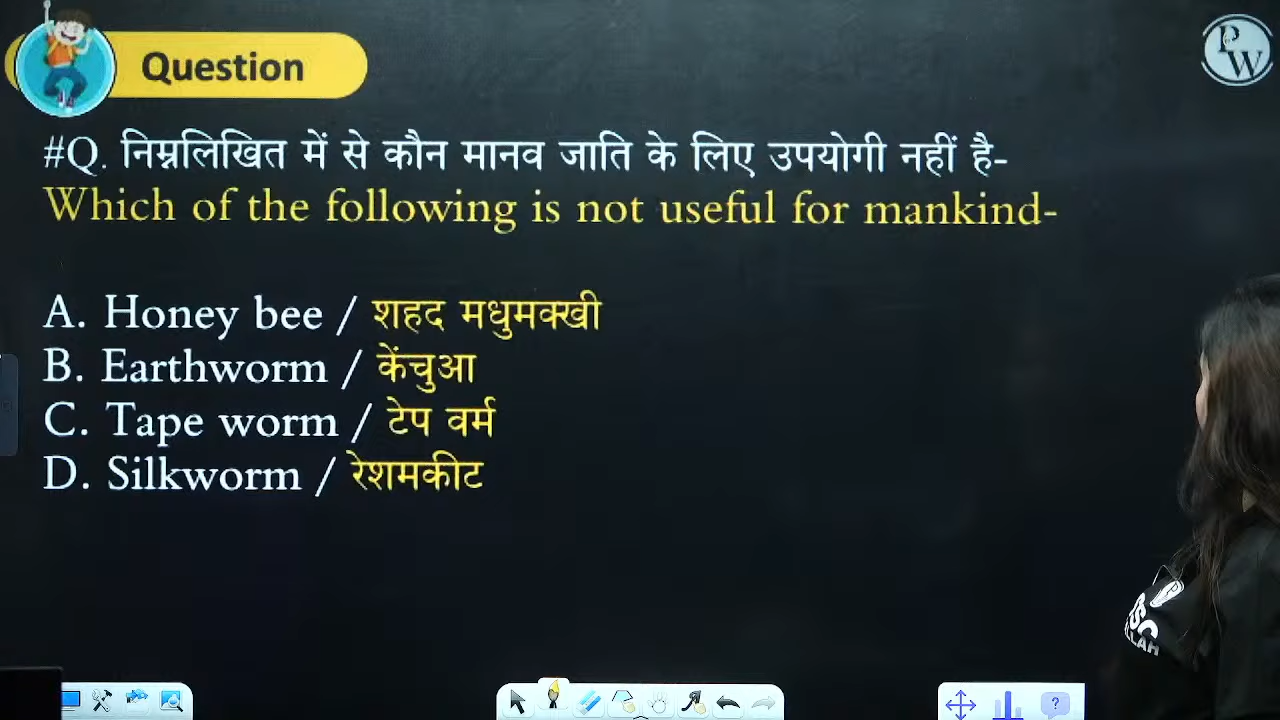 Question
PW
#Q. निम्नलिखित में से कौन मानव जाति के लिए उपयोगी नहीं है-
Which of the following is not useful for mankind-
A. Honey bee / शहद मधुमक्खी
B. Earthworm / केंचुआ
C. Tape worm / टेप वर्म
D. Silkworm / रेशमकीट
?